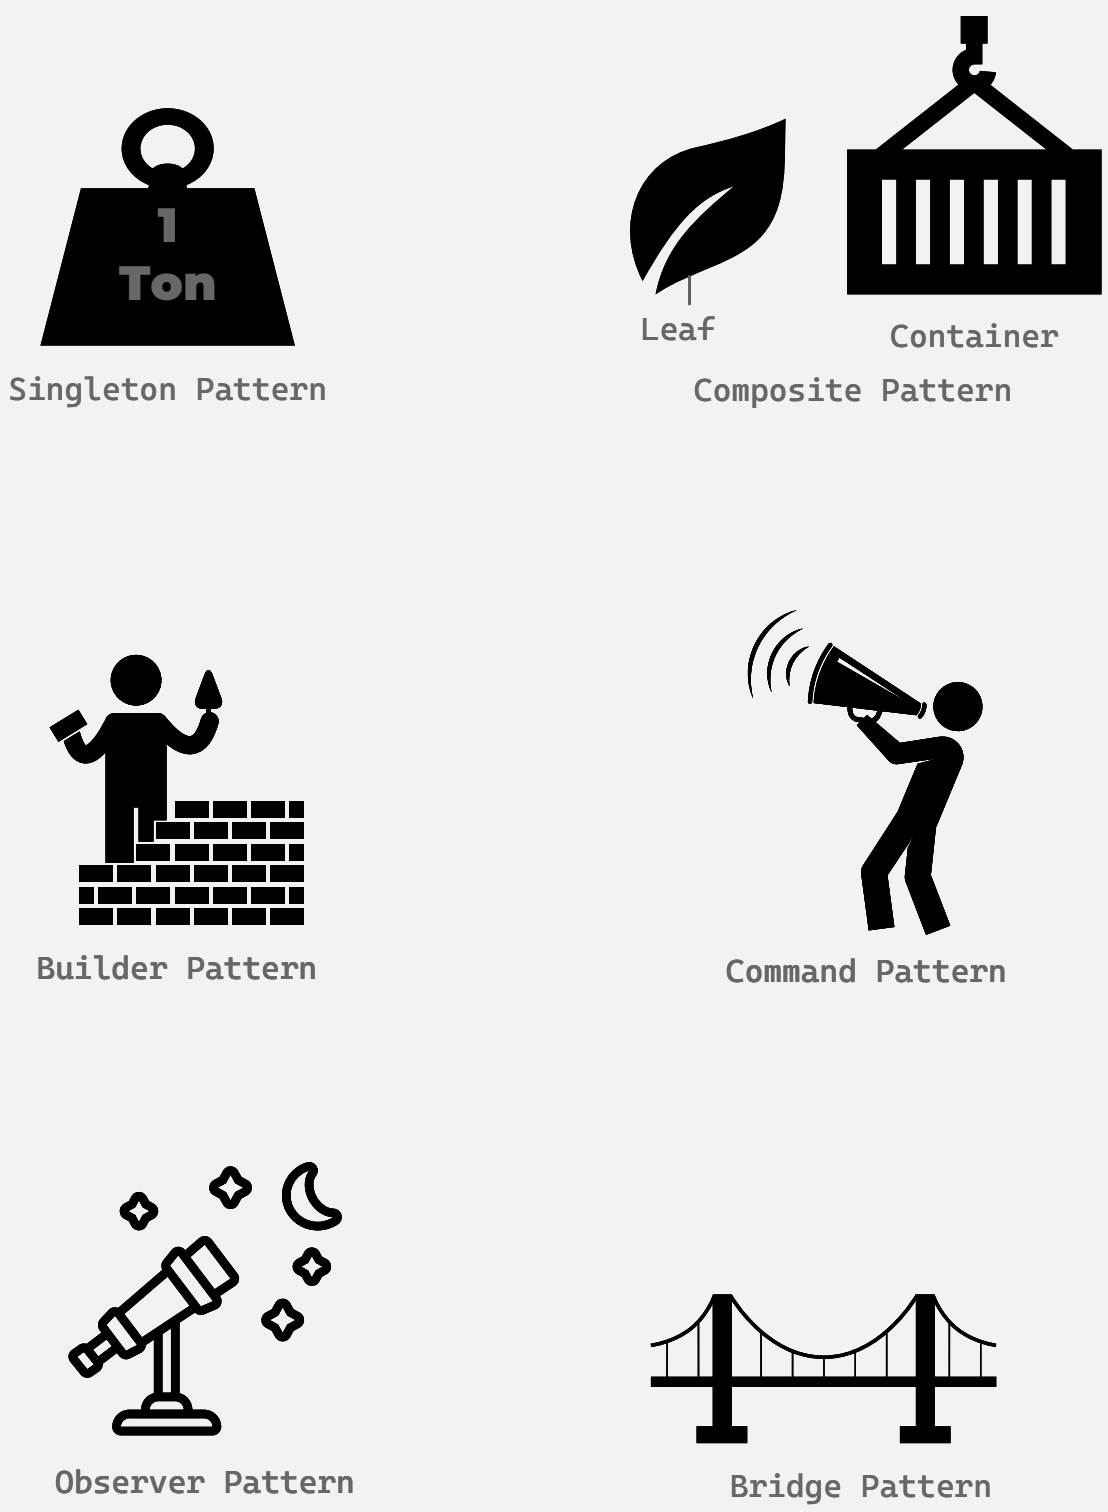 1
Ton
Singleton Pattern
Leaf
Container
Composite Pattern
Builder Pattern
Command Pattern
Observer Pattern
Bridge Pattern